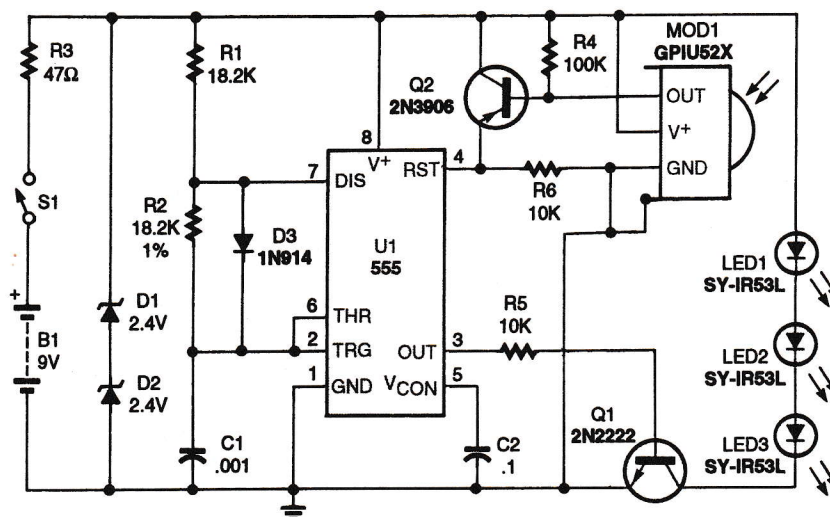 R3
47Ω
R1
18.2K
R4
100K
MOD1
GPIU52X
Q2
2N3906
OUT
V+
GND
8
V+
7
DIS
RST
4
R6
10K
S1
R2
18.2K
1%
D3
1N914
U1
555
LED1
SY-IR53L
+
B1
9V
D1
2.4V
D2
2.4V
6
THR
2
TRG
OUT
3
R5
10K
1
GND
VCON
5
LED2
SY-IR53L
Q1
2N2222
LED3
SY-IR53L
C1
.001
C2
.1